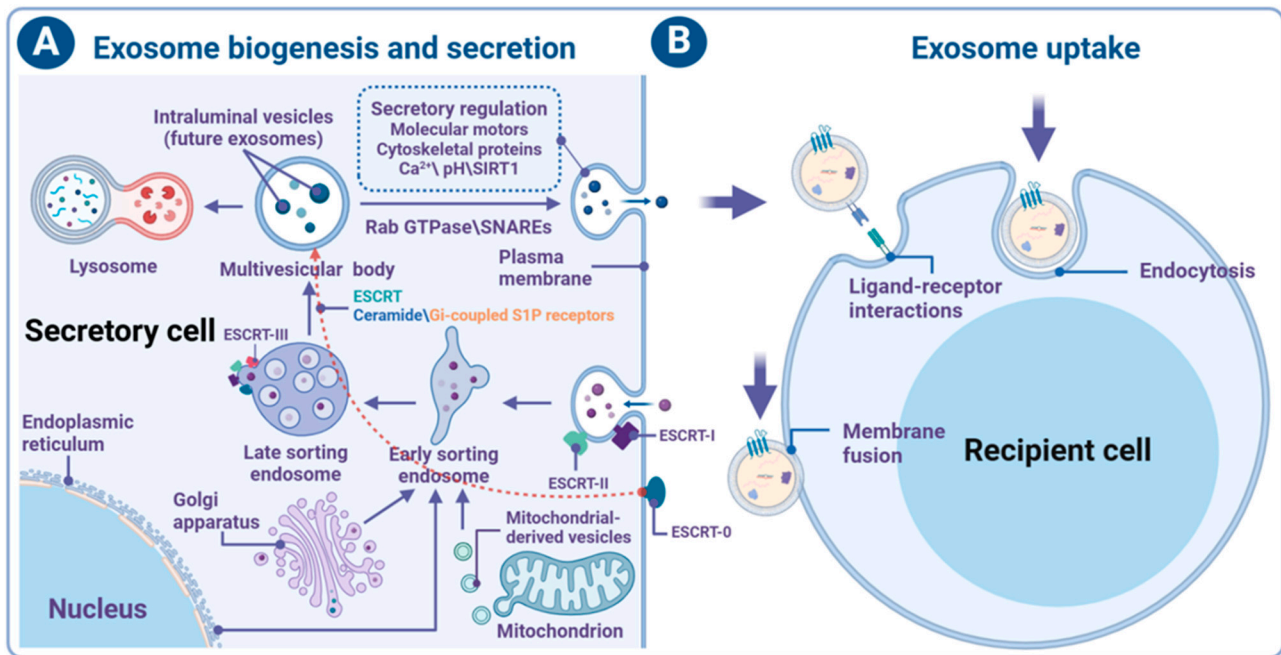 A
Exosome biogenesis and secretion
Intraluminal vesicles
(future exosomes)
Secretory regulation
Molecular motors
Cytoskeletal proteins
Ca²⁺\ pH\SIRT1
Rab GTPase\SNAREs
Lysosome
Multivesicular body
Plasma
membrane
ESCRT
Ceramide\Gi-coupled S1P receptors
Secretory cell
ESCRT-III
Endoplasmic
reticulum
Late sorting
endosome
Early sorting
endosome
ESCRT-I
ESCRT-II
ESCRT-0
Golgi
apparatus
Mitochondrial-
derived vesicles
Nucleus
Mitochondrion
B
Exosome uptake
Ligand-receptor
interactions
Endocytosis
Membrane
fusion
Recipient cell